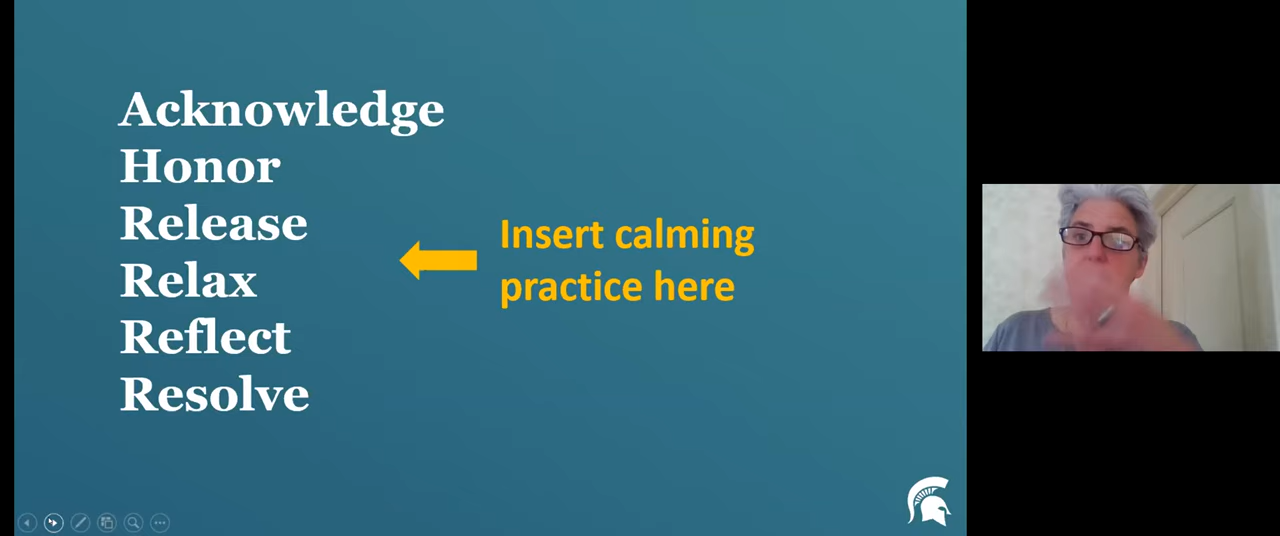 Acknowledge
Honor
Release
Relax
Reflect
Resolve
Insert calming
practice here